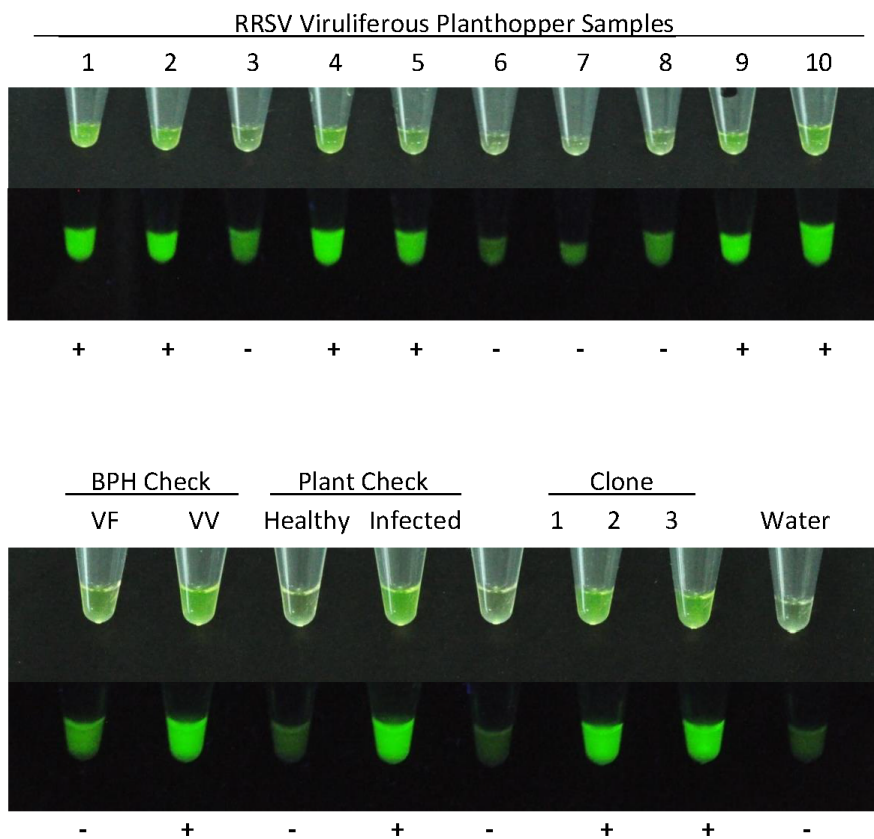 RRSV Viruliferous Planthopper Samples
1 2 3 4 5 6 7 8 9 10
+ + - + + - - - + +
BPH Check Plant Check Clone
VF VV Healthy Infected 1 2 3 Water
- + - + - + + -